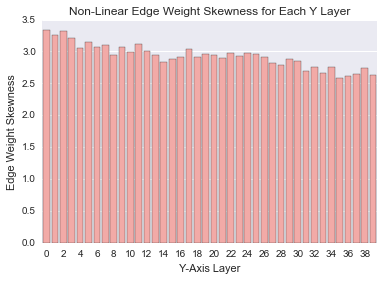 Non-Linear Edge Weight Skewness for Each Y Layer
3.5
3.0
2.5
2.0
1.5
1.0
0.5
0.0
Edge Weight Skewness
0 2 4 6 8 10 12 14 16 18 20 22 24 26 28 30 32 34 36 38
Y-Axis Layer